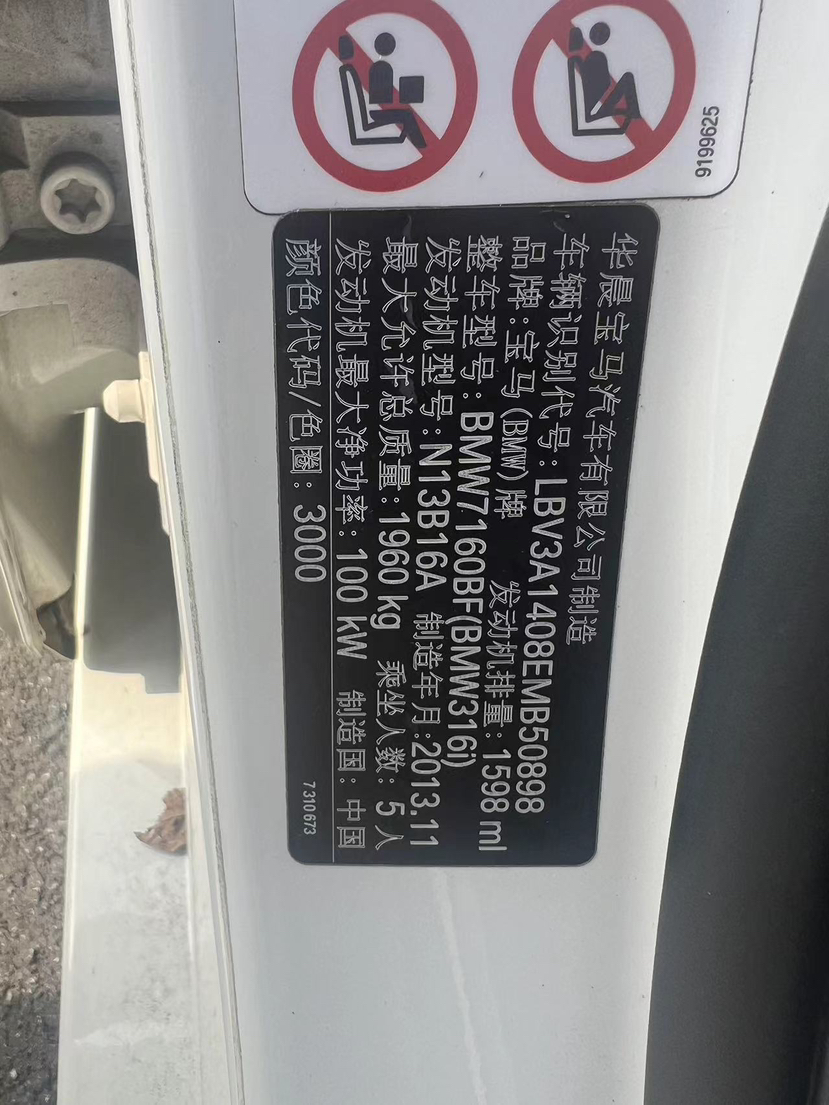 9199625
华晨宝马汽车有限公司制造
车辆识别代号:LBV3A1408EMB50898
品牌:宝马(BMW)牌 发动机排量:1598 ml
整车型号:BMW7160BF(BMW316i)
发动机型号:N13B16A 制造年月:2013.11
最大允许总质量:1960 kg 乘坐人数:5人
发动机最大净功率:100 kW 制造国:中国
颜色代码/色圈:3000
7310673